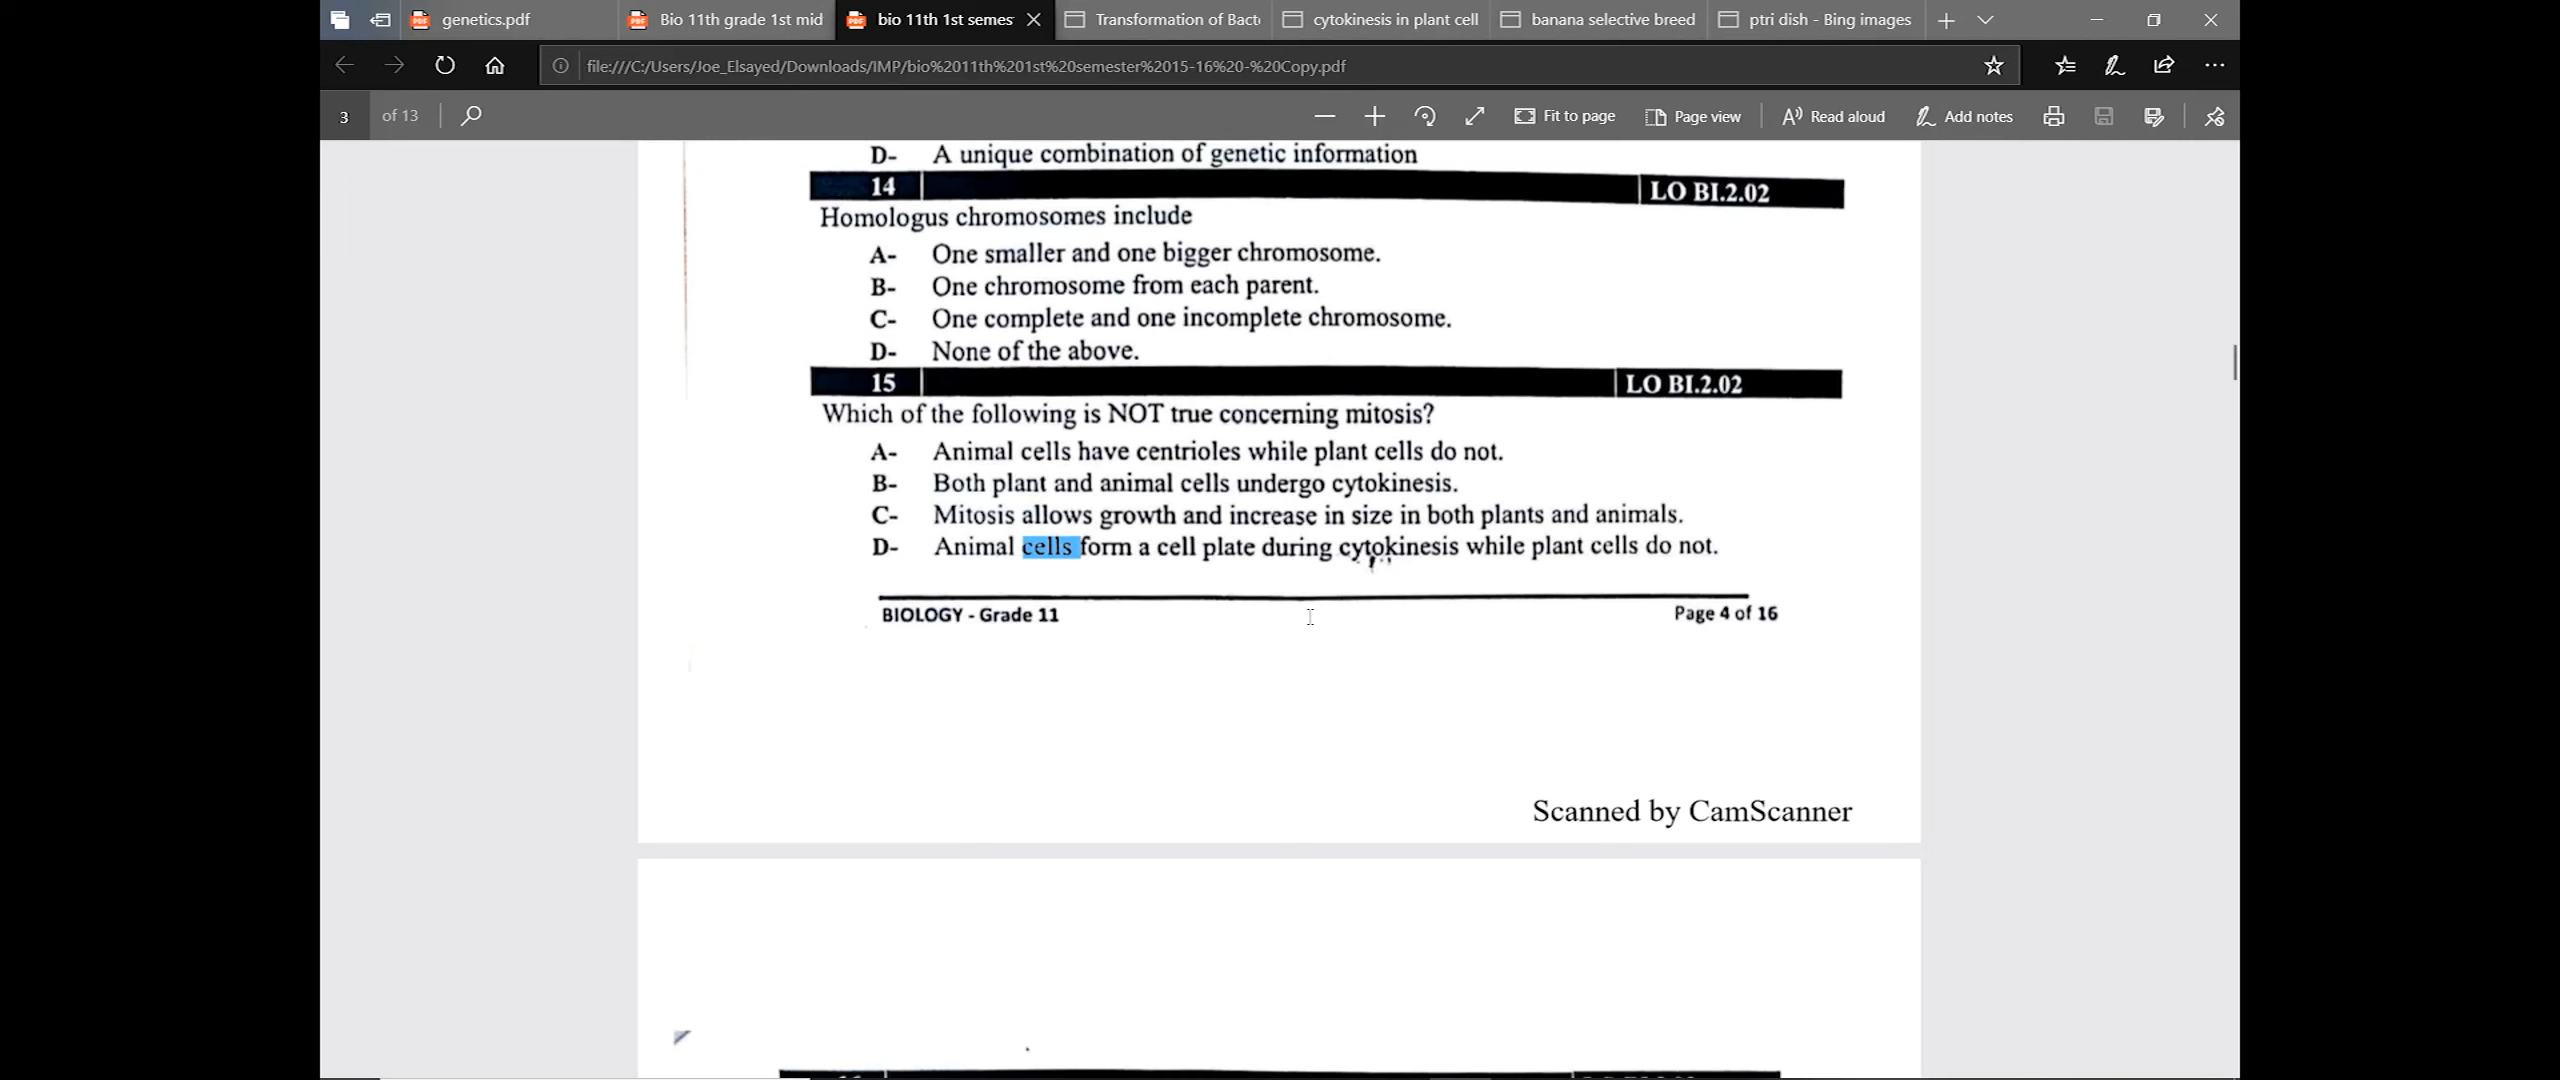 genetics.pdf
Bio 11th grade 1st mid
bio 11th 1st semes
Transformation of Bact
cytokinesis in plant cell
banana selective breed
ptri dish - Bing images
file:///C:/Users/Joe_Elsayed/Downloads/IMP/bio%2011th%201st%20semester%2015-16%20-%20Copy.pdf
3 of 13
Fit to page
Page view
Read aloud
Add notes
D- A unique combination of genetic information
14 LO BI.2.02
Homologus chromosomes include
A- One smaller and one bigger chromosome.
B- One chromosome from each parent.
C- One complete and one incomplete chromosome.
D- None of the above.
15 LO BI.2.02
Which of the following is NOT true concerning mitosis?
A- Animal cells have centrioles while plant cells do not.
B- Both plant and animal cells undergo cytokinesis.
C- Mitosis allows growth and increase in size in both plants and animals.
D- Animal cells form a cell plate during cytokinesis while plant cells do not.
BIOLOGY - Grade 11 Page 4 of 16
Scanned by CamScanner